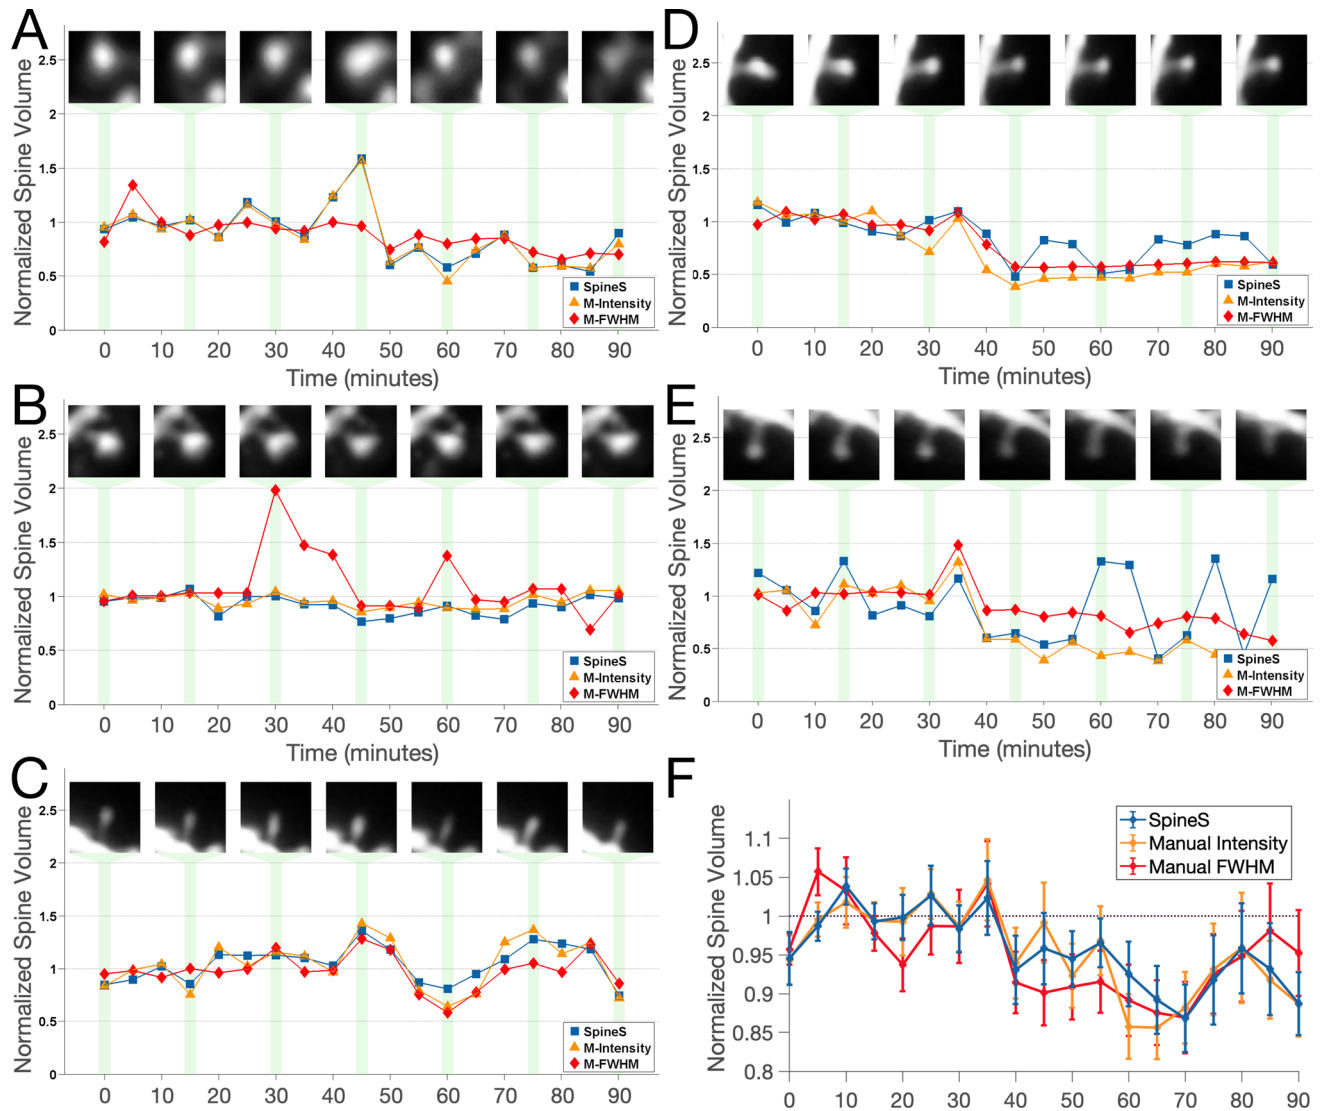 A
Normalized Spine Volume
2.5
2
1.5
1
0.5
0
SpineS
M-Intensity
M-FWHM
0 10 20 30 40 50 60 70 80 90
Time (minutes)
B
Normalized Spine Volume
2.5
2
1.5
1
0.5
0
SpineS
M-Intensity
M-FWHM
0 10 20 30 40 50 60 70 80 90
Time (minutes)
C
Normalized Spine Volume
2.5
2
1.5
1
0.5
0
SpineS
M-Intensity
M-FWHM
0 10 20 30 40 50 60 70 80 90
D
Normalized Spine Volume
2.5
2
1.5
1
0.5
0
SpineS
M-Intensity
M-FWHM
0 10 20 30 40 50 60 70 80 90
Time (minutes)
E
Normalized Spine Volume
2.5
2
1.5
1
0.5
0
SpineS
M-Intensity
M-FWHM
0 10 20 30 40 50 60 70 80 90
Time (minutes)
F
Normalized Spine Volume
1.1
1.05
1
0.95
0.9
0.85
0.8
SpineS
Manual Intensity
Manual FWHM
0 10 20 30 40 50 60 70 80 90